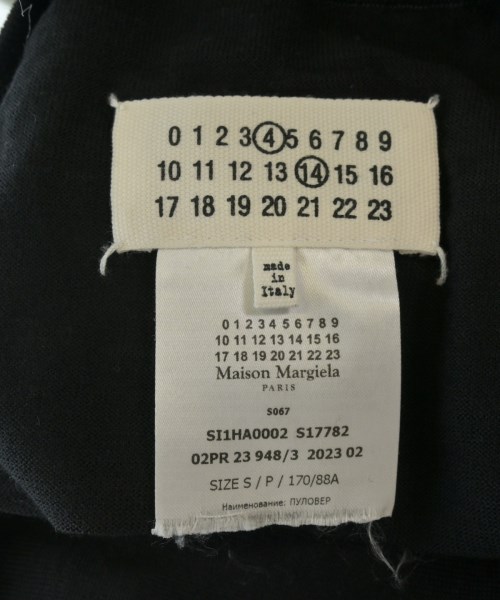 0 1 2 3 4 5 6 7 8 9
10 11 12 13 14 15 16
17 18 19 20 21 22 23
made
in
Italy
0 1 2 3 4 5 6 7 8 9
10 11 12 13 14 15 16
17 18 19 20 21 22 23
Maison Margiela
PARIS
S067
SI1HA0002 S17782
02PR 23 948/3 2023 02
SIZE S / P / 170/88A
Наименование: ПУЛОВЕР